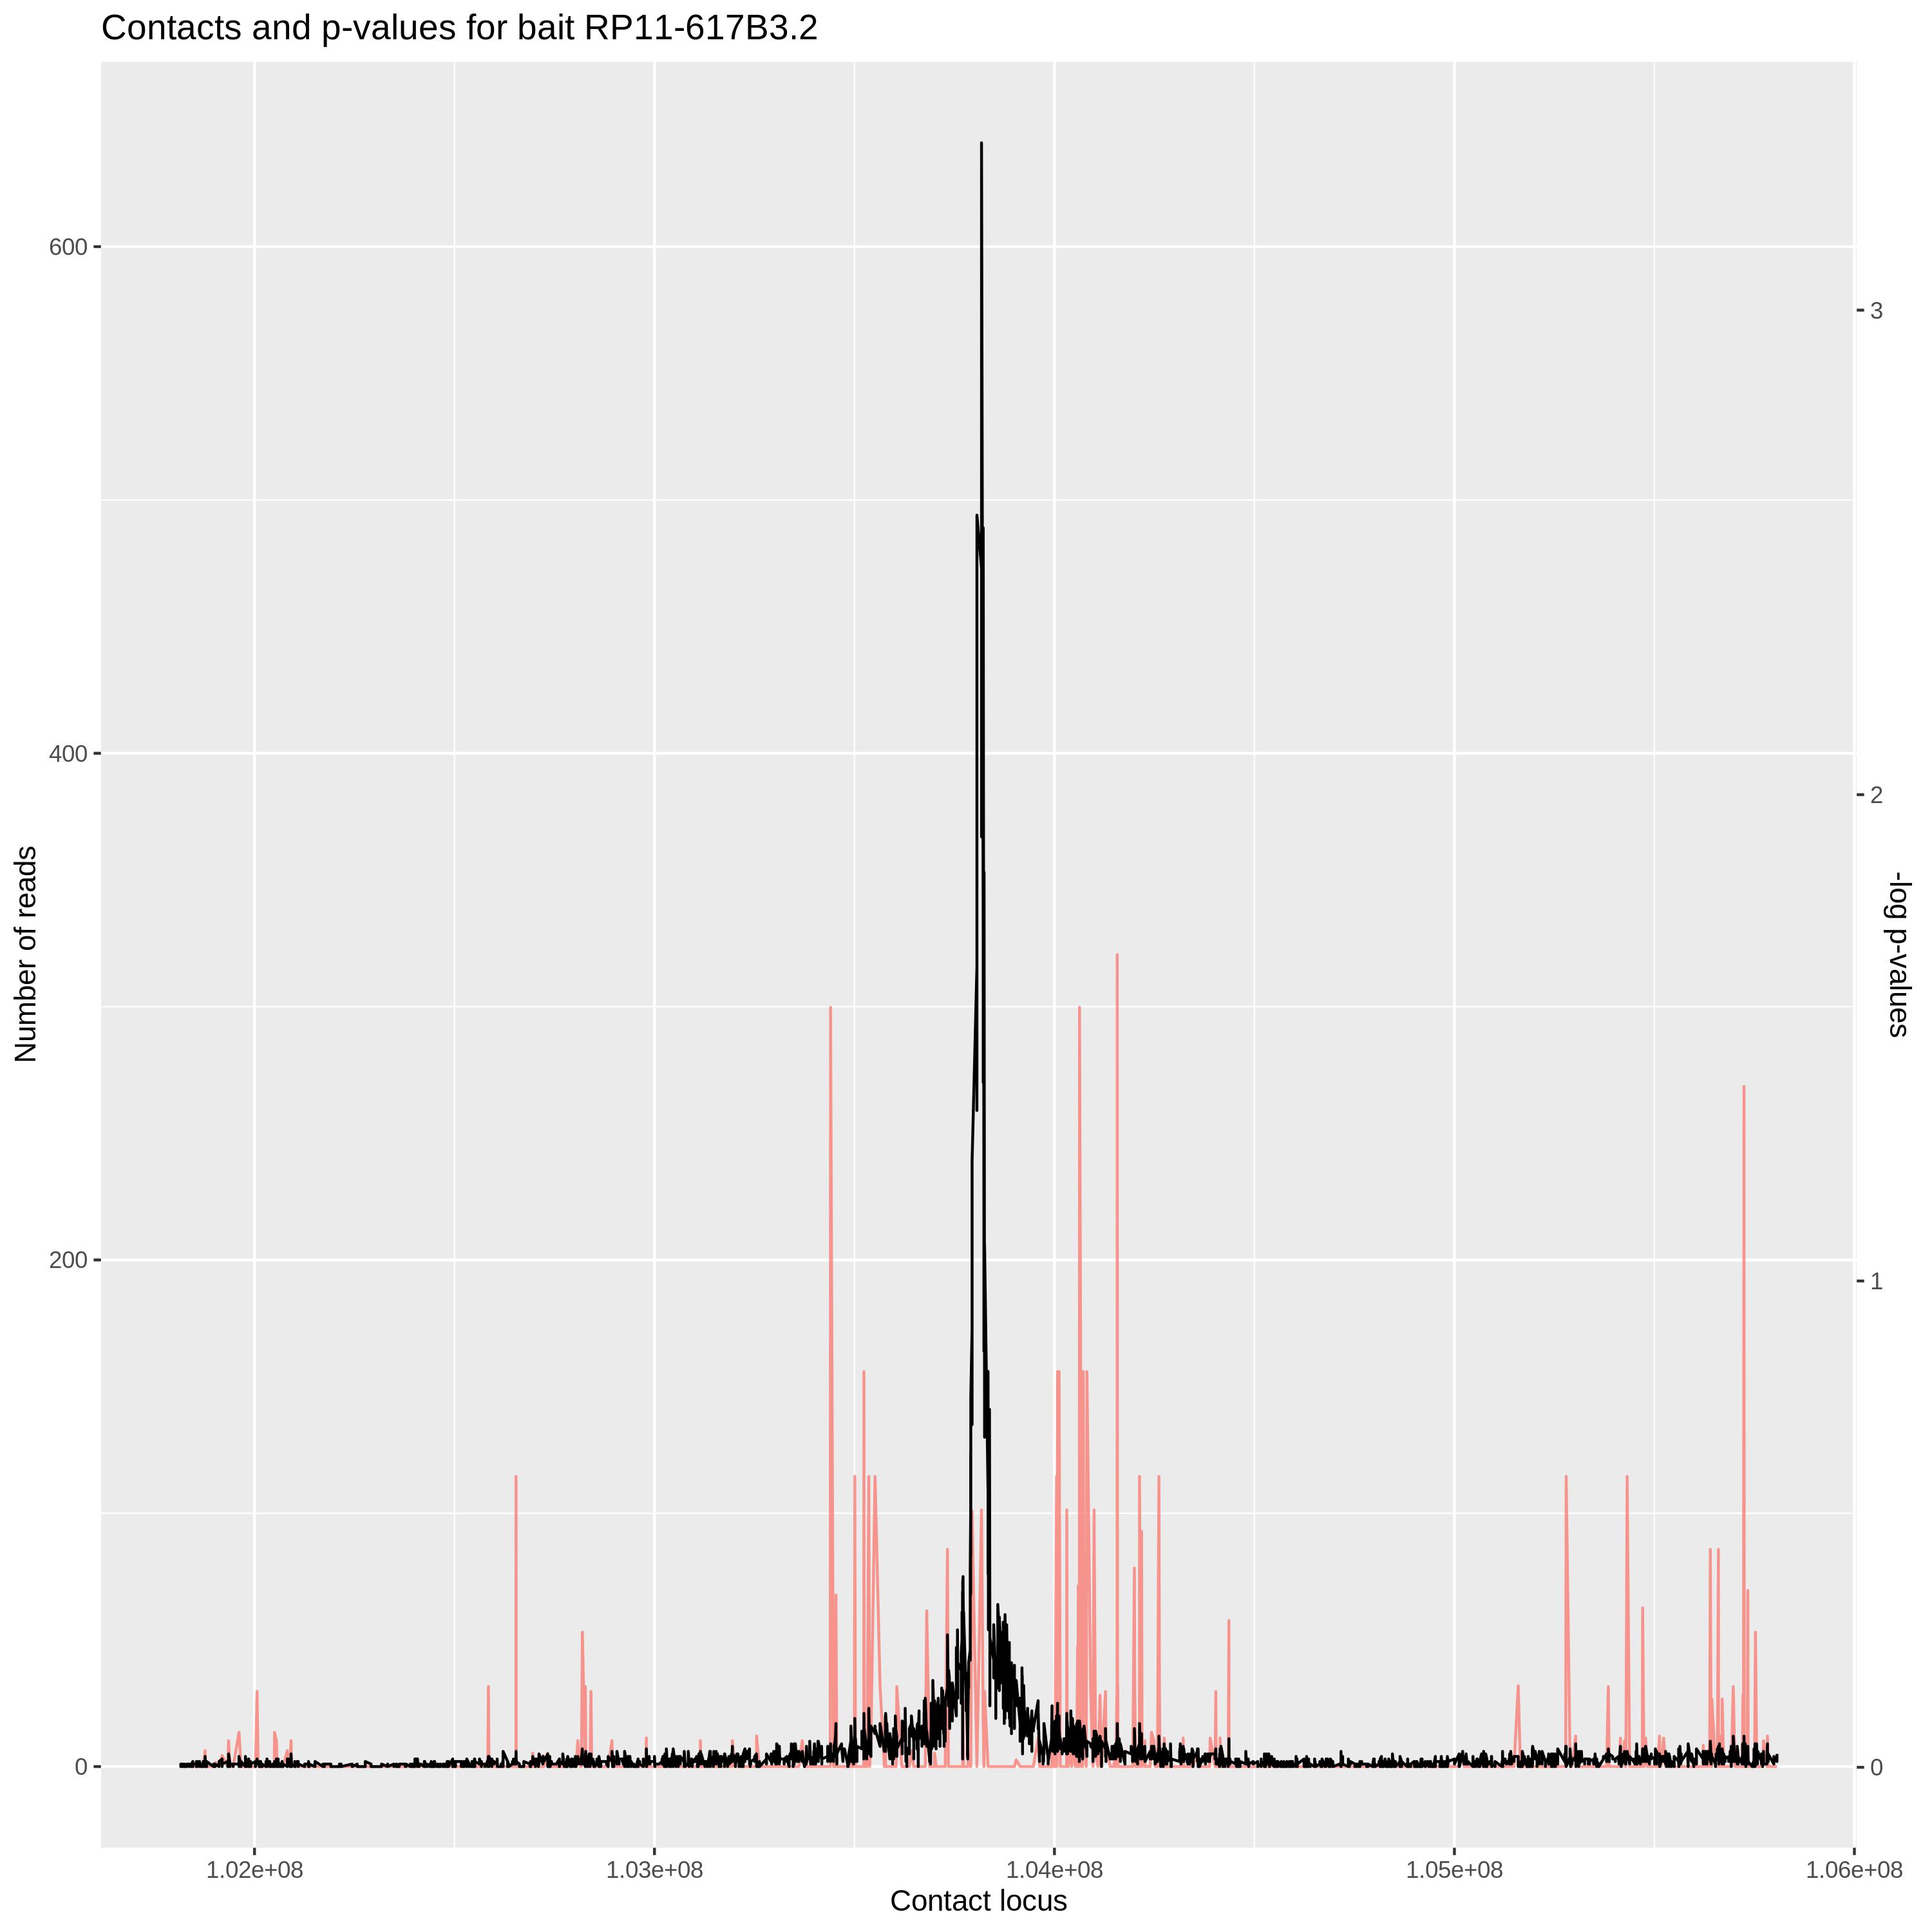 Contacts and p-values for bait RP11-617B3.2
600
400
200
0
Number of reads
3
2
1
0
-log p-values
1.02e+08
1.03e+08
1.04e+08
1.05e+08
1.06e+08
Contact locus